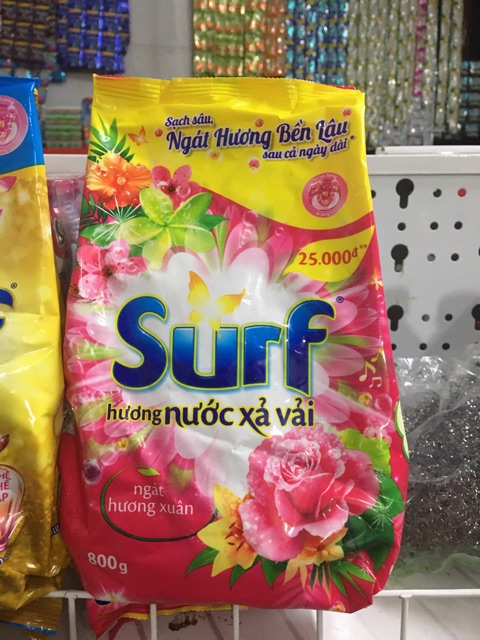 Sạch sâu,
Ngát Hương Bền Lâu
sau cả ngày dài
25.000đ**
Surf®
hương nước xả vải
ngát
hương xuân
800g